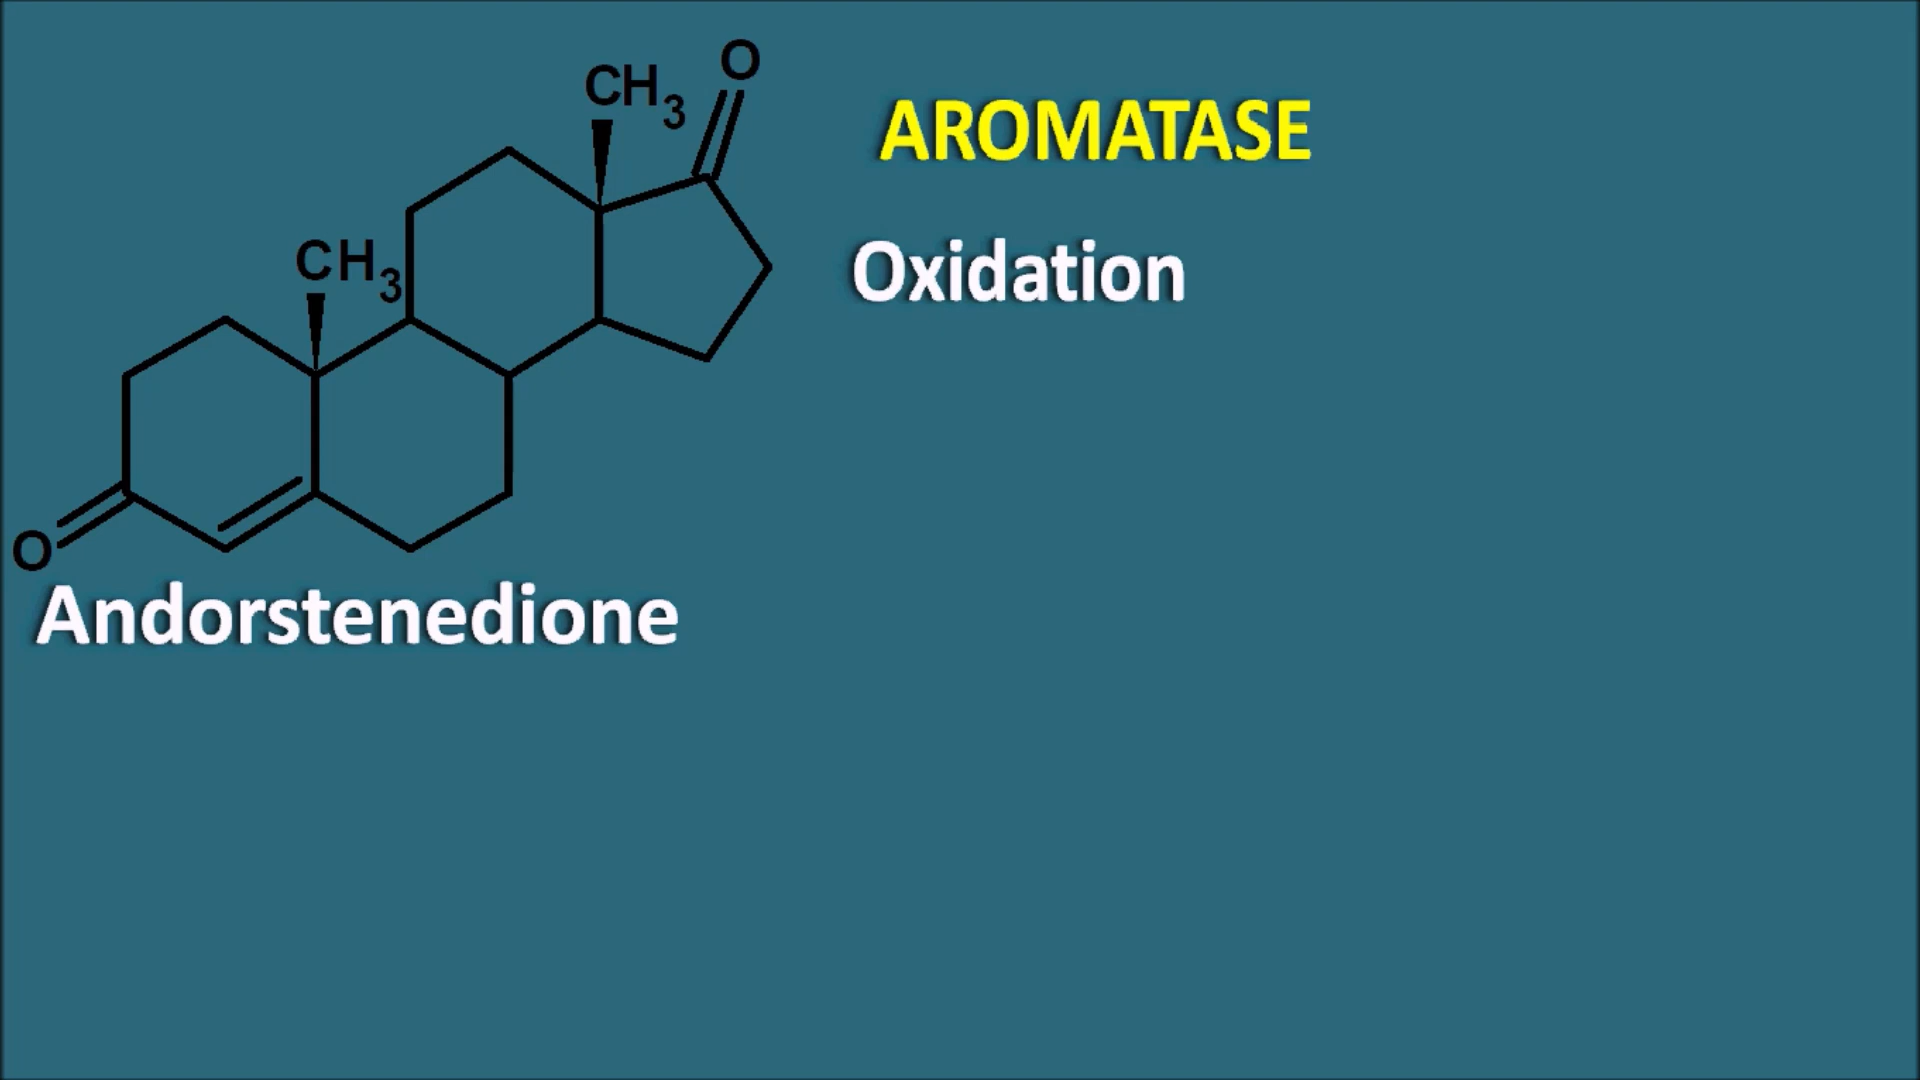 O
CH3
AROMATASE
Oxidation
CH3
O
Andorstenedione